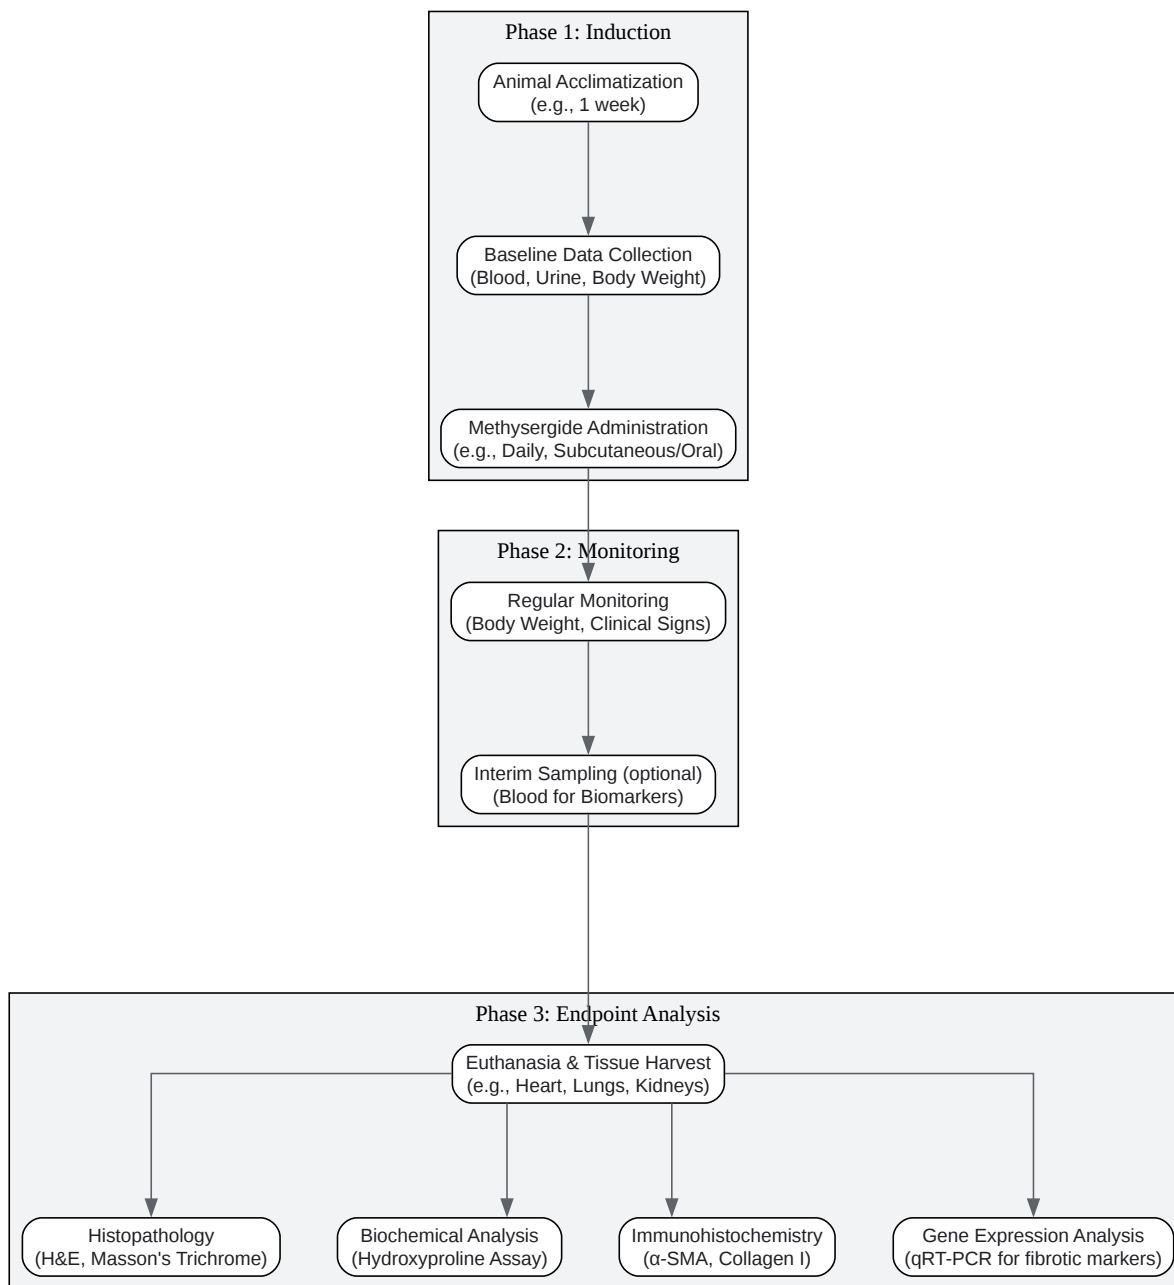 Phase 1: Induction
Animal Acclimatization
(e.g., 1 week)
Baseline Data Collection
(Blood, Urine, Body Weight)
Methysergide Administration
(e.g., Daily, Subcutaneous/Oral)
Phase 2: Monitoring
Regular Monitoring
(Body Weight, Clinical Signs)
Interim Sampling (optional)
(Blood for Biomarkers)
Phase 3: Endpoint Analysis
Euthanasia & Tissue Harvest
(e.g., Heart, Lungs, Kidneys)
Histopathology
(H&E, Masson's Trichrome)
Biochemical Analysis
(Hydroxyproline Assay)
Immunohistochemistry
(α-SMA, Collagen I)
Gene Expression Analysis
(qRT-PCR for fibrotic markers)